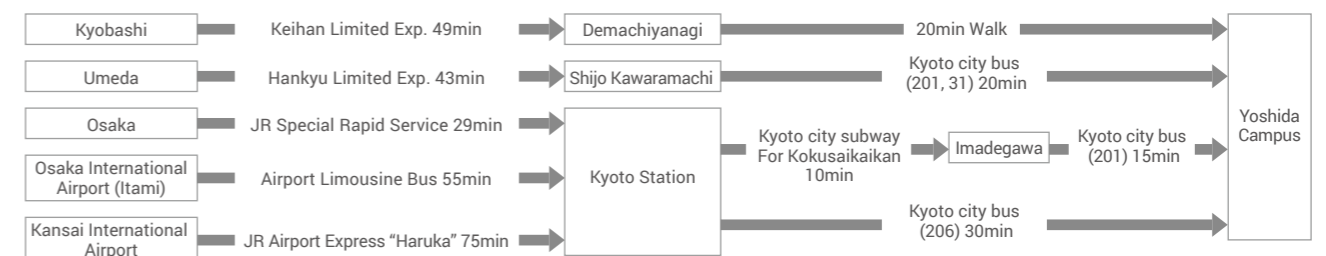 Kyobashi
Keihan Limited Exp. 49min
Demachiyanagi
20min Walk
Umeda
Hankyu Limited Exp. 43min
Shijo Kawaramachi
Kyoto city bus
(201, 31) 20min
Osaka
JR Special Rapid Service 29min
Osaka International
Airport (Itami)
Airport Limousine Bus 55min
Kansai International
Airport
JR Airport Express “Haruka” 75min
Kyoto Station
Kyoto city subway
For Kokusaikaikan
10min
Imadegawa
Kyoto city bus
(201) 15min
Kyoto city bus
(206) 30min
Yoshida
Campus